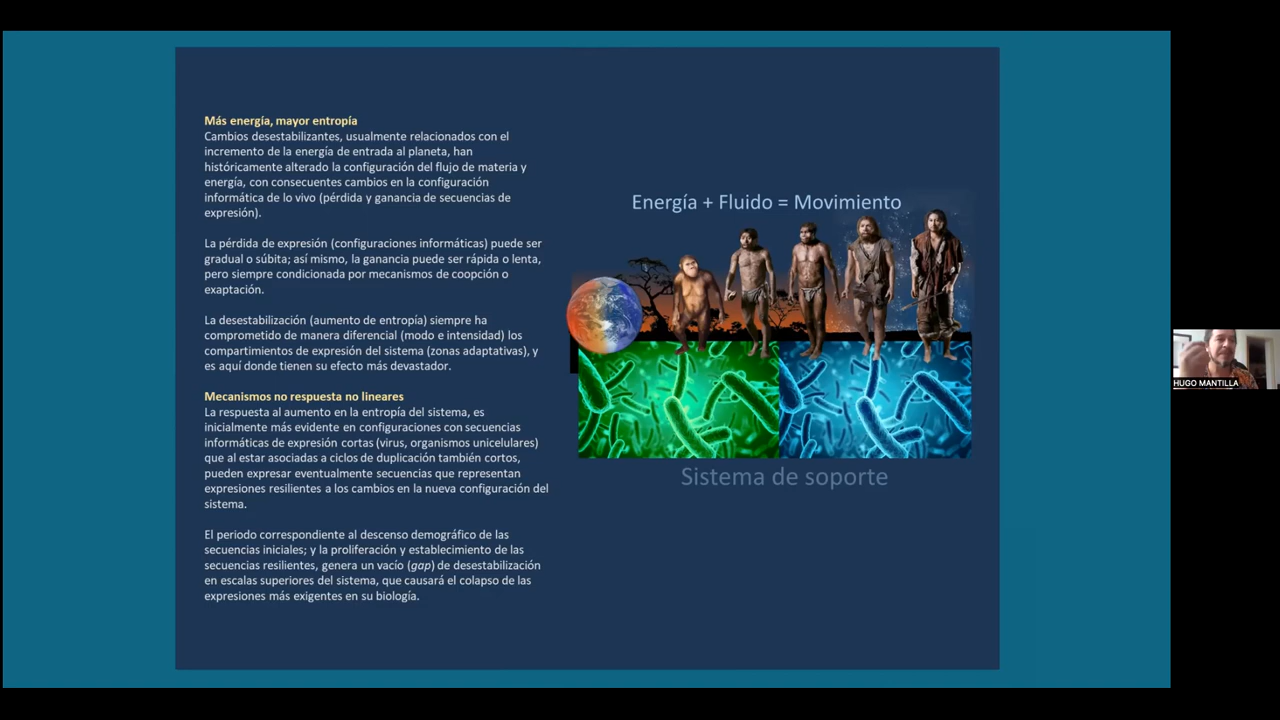 Más energía, mayor entropía
Cambios desestabilizantes, usualmente relacionados con el
incremento de la energía de entrada al planeta, han
históricamente alterado la configuración del flujo de materia y
energía, con consecuentes cambios en la configuración
informática de lo vivo (pérdida y ganancia de secuencias de
expresión).
La pérdida de expresión (configuraciones informáticas) puede ser
gradual o súbita; así mismo, la ganancia puede ser rápida o lenta,
pero siempre condicionada por mecanismos de coopción o
exaptación.
La desestabilización (aumento de entropía) siempre ha
comprometido de manera diferencial (modo e intensidad) los
compartimientos de expresión del sistema (zonas adaptativas), y
es aquí donde tienen su efecto más devastador.
Mecanismos no respuesta no lineares
La respuesta al aumento en la entropía del sistema, es
inicialmente más evidente en configuraciones con secuencias
informáticas de expresión cortas (virus, organismos unicelulares)
que al estar asociadas a ciclos de duplicación también cortos,
pueden expresar eventualmente secuencias que representan
expresiones resilientes a los cambios en la nueva configuración del
sistema.
El periodo correspondiente al descenso demográfico de las
secuencias iniciales; y la proliferación y establecimiento de las
secuencias resilientes, genera un vacío (gap) de desestabilización
en escalas superiores del sistema, que causará el colapso de las
expresiones más exigentes en su biología.
Energía + Fluido = Movimiento
Sistema de soporte
HUGO MANTILLA